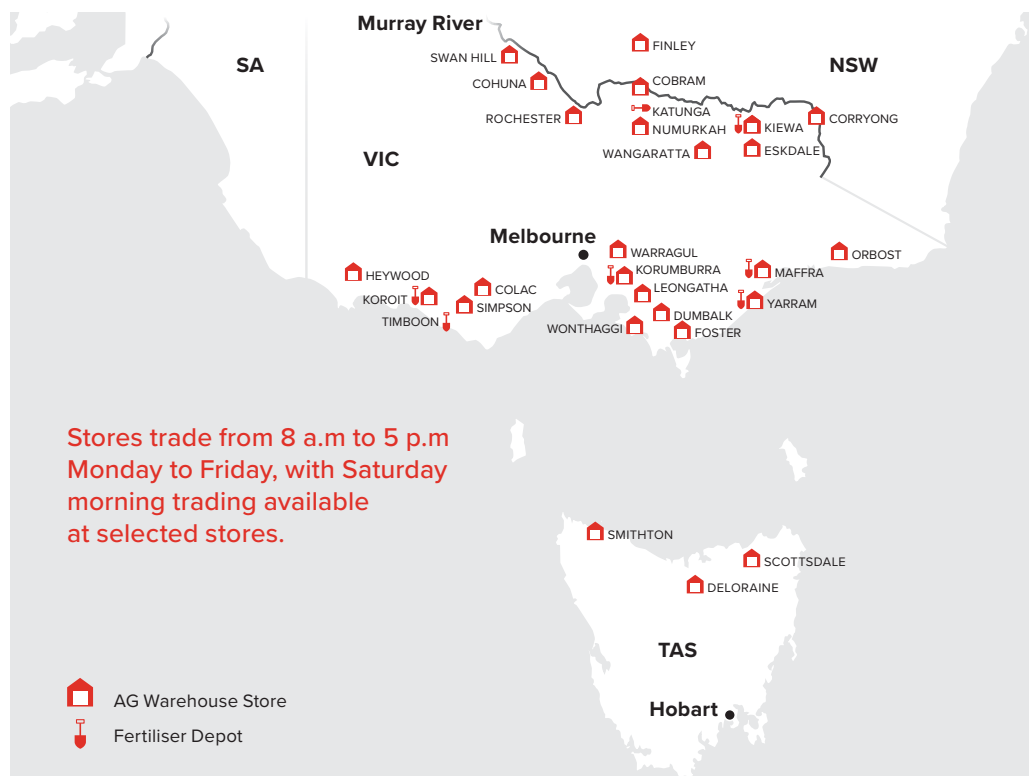 Murray River
SA
NSW
VIC
SWAN HILL
COHUNA
ROCHESTER
FINLEY
COBRAM
KATUNGA
NUMURKAH
WANGARATTA
KIEWA
ESKDALE
CORRYONG
Melbourne
WARRAGUL
KORUMBURRA
LEONGATHA
DUMBALK
WONTHAGGI
FOSTER
ORBOST
MAFFRA
YARRAM
HEYWOOD
KOROIT
COLAC
SIMPSON
TIMBOON
Stores trade from 8 a.m to 5 p.m
Monday to Friday, with Saturday
morning trading available
at selected stores.
SMITHTON
SCOTTSDALE
DELORAINE
TAS
Hobart
AG Warehouse Store
Fertiliser Depot